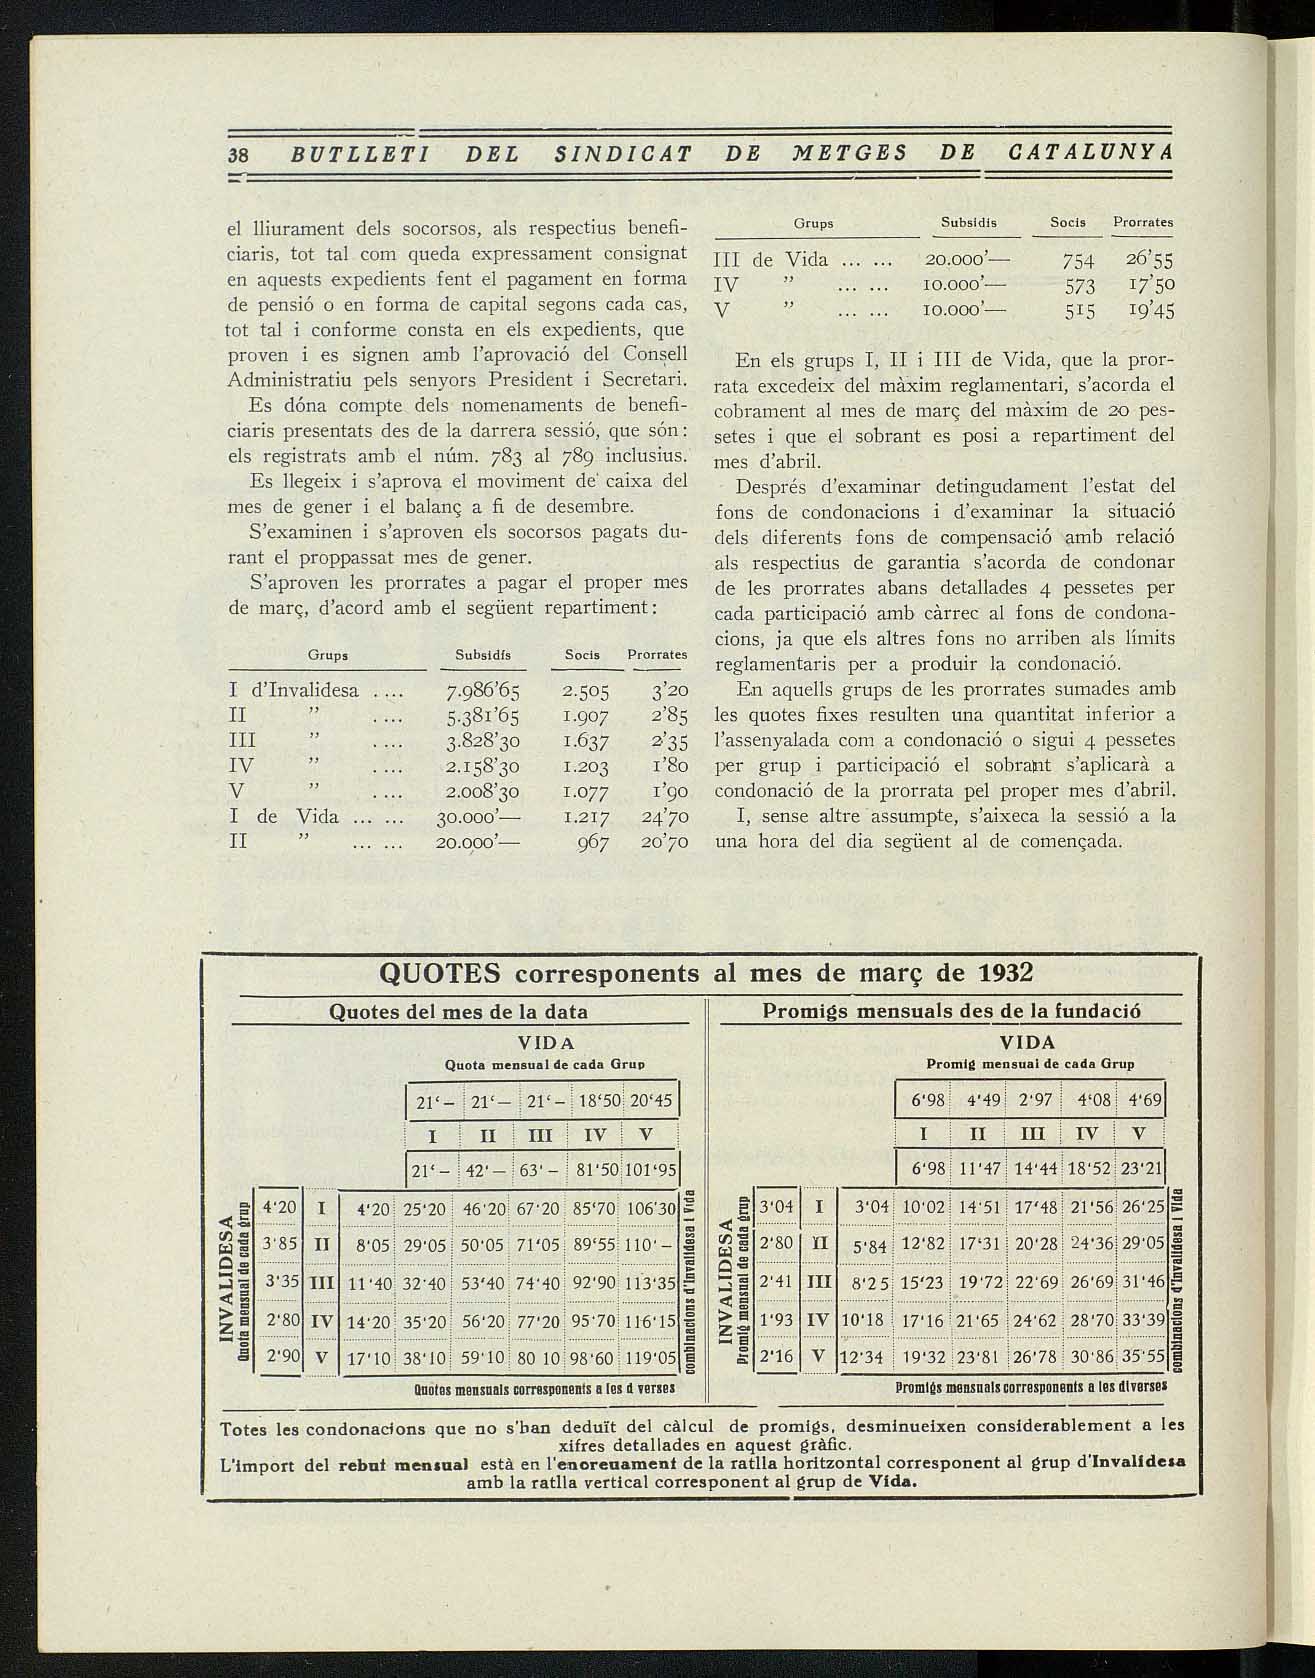 38 BUTLLETI DEL SINDICAT DE METGES DE CATALUNYA
el lliurament dels socorsos, als respectius benefi-
ciaris, tot tal com queda expressament consignat
en aquests expedients fent el pagament en forma
de pensió o en forma de capital segons cada cas,
tot tal i conforme consta en els expedients, que
proven i es signen amb l'aprovació del Consell
Administratiu pels senyors President i Secretari.
Es dóna compte dels nomenaments de benefi-
ciaris presentats des de la darrera sessió, que són:
els registrats amb el núm. 783 al 789 inclusius.
Es llegeix i s'aprova el moviment de caixa del
mes de gener i el balanç a fi de desembre.
S'examinen i s'aproven els socorsos pagats du-
rant el proppassat mes de gener.
S'aproven les prorrates a pagar el proper mes
de març, d'acord amb el següent repartiment:
Grups Subsidis Socis Prorrates
I d'Invalidesa .... 7.986'65 2.505 3'20
II " .... 5.381'65 1.907 2'85
III " .... 3.828'30 1.637 2'35
IV " .... 2.158'30 1.203 1'80
V " .... 2.008'30 1.077 1'90
I de Vida ... ... 30.000'— 1.217 24'70
II " ... ... 20.000'— 967 20'70
Grups Subsidis Socis Prorrates
III de Vida ... ... 20.000'— 754 26'55
IV " ... ... 10.000'— 573 17'50
V " ... ... 10.000'— 515 19'45
En els grups I, II i III de Vida, que la pror-
rata excedeix del màxim reglamentari, s'acorda el
cobrament al mes de març del màxim de 20 pes-
setes i que el sobrant es posi a repartiment del
mes d'abril.
Després d'examinar detingudament l'estat del
fons de condonacions i d'examinar la situació
dels diferents fons de compensació amb relació
als respectius de garantia s'acorda de condonar
de les prorrates abans detallades 4 pessetes per
cada participació amb càrrec al fons de condona-
cions, ja que els altres fons no arriben als límits
reglamentaris per a produir la condonació.
En aquells grups de les prorrates sumades amb
les quotes fixes resulten una quantitat inferior a
l'assenyalada com a condonació o sigui 4 pessetes
per grup i participació el sobrant s'aplicarà a
condonació de la prorrata pel proper mes d'abril.
I, sense altre assumpte, s'aixeca la sessió a la
una hora del dia següent al de començada.
QUOTES corresponents al mes de març de 1932
Quotes del mes de la data
VIDA
Quota mensual de cada Grup
21‘— 21‘— 21‘— 18‘50 20‘45
I II III IV V
21‘— 42'— 63'— 81'50 101‘95
INVALIDESA
Quota mensual de cada grup
4'20 I 4'20 25'20 46'20 67'20 85'70 106'30
3'85 II 8'05 29'05 50'05 71'05 89'55 110'—
3'35 III 11'40 32'40 53'40 74'40 92'90 113'35
2'80 IV 14'20 35'20 56'20 77'20 95'70 116'15
2'90 V 17'10 38'10 59'10 80 10 98'60 119'05
Quotes mensuals corresponents a les d verses
combinacions d'Invalidesa i Vida
Promigs mensuals des de la fundació
VIDA
Promig mensual de cada Grup
6'98 4'49 2'97 4'08 4'69
I II III IV V
6'98 11'47 14'44 18'52 23'21
INVALIDESA
Promig mensual de cada grup
3'04 I 3'04 10'02 14'51 17'48 21'56 26'25
2'80 II 5'84 12'82 17'31 20'28 24'36 29'05
2'41 III 8'25 15'23 19'72 22'69 26'69 31'46
1'93 IV 10'18 17'16 21'65 24'62 28'70 33'39
2'16 V 12'34 19'32 23'81 26'78 30'86 35'55
Promigs mensuals corresponents a les diverses
combinacions d'Invalidesa i Vida
Totes les condonacions que no s'han deduït del càlcul de promigs, desminueixen considerablement a les
xifres detallades en aquest gràfic.
L'import del rebut mensual està en l'enoreuament de la ratlla horitzontal corresponent al grup d'Invalidesa
amb la ratlla vertical corresponent al grup de Vida.